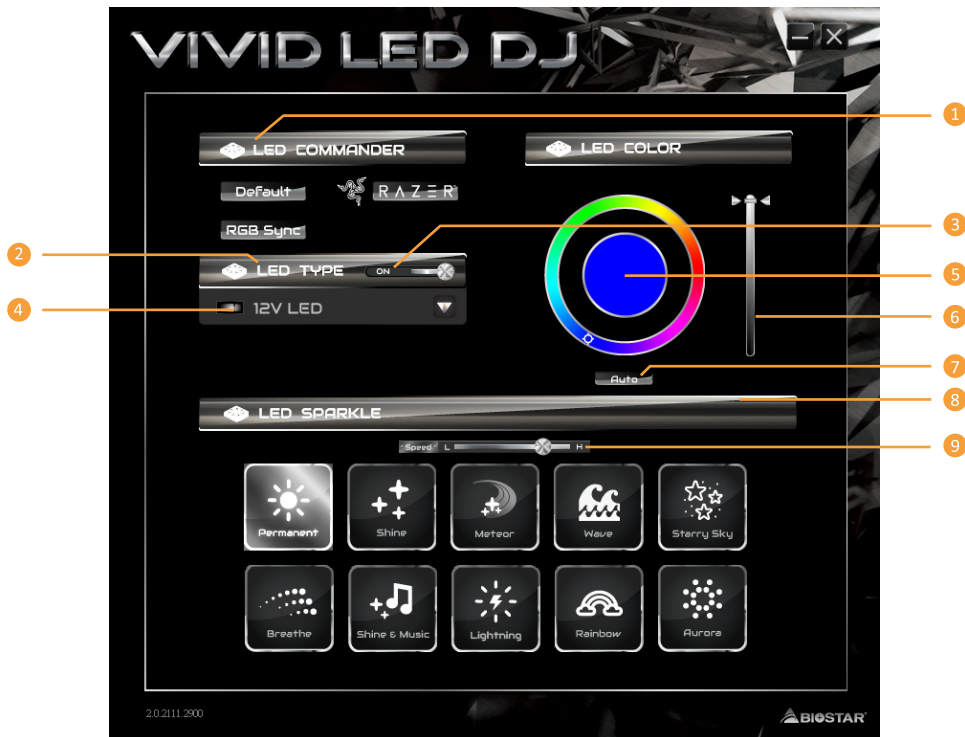 VIVID LED DJ
1
LED COMMANDER
LED COLOR
Default
RAZER
RGB Sync
2
LED TYPE
ON
3
4
12V LED
5
6
Auto
7
LED SPARKLE
8
Speed L H
9
Permanent
Shine
Meteor
Wave
Starry Sky
Breathe
Shine & Music
Lightning
Rainbow
Aurora
2.0.2111.2900
BIOSTAR